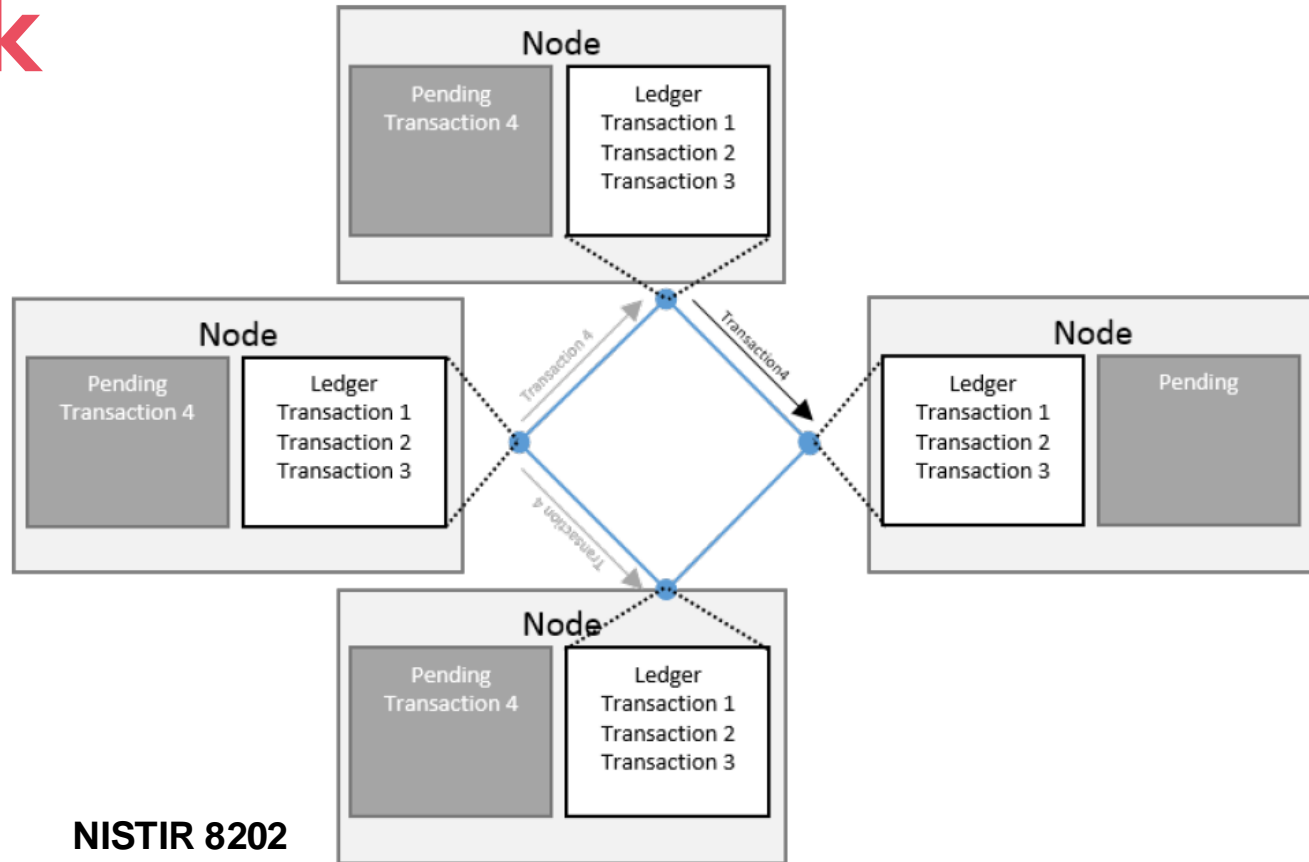 k
Node
Pending
Transaction 4
Ledger
Transaction 1
Transaction 2
Transaction 3
Node
Pending
Transaction 4
Ledger
Transaction 1
Transaction 2
Transaction 3
Transaction 4
Transaction4
Transaction 4
Node
Ledger
Transaction 1
Transaction 2
Transaction 3
Pending
Node
Pending
Transaction 4
Ledger
Transaction 1
Transaction 2
Transaction 3
NISTIR 8202